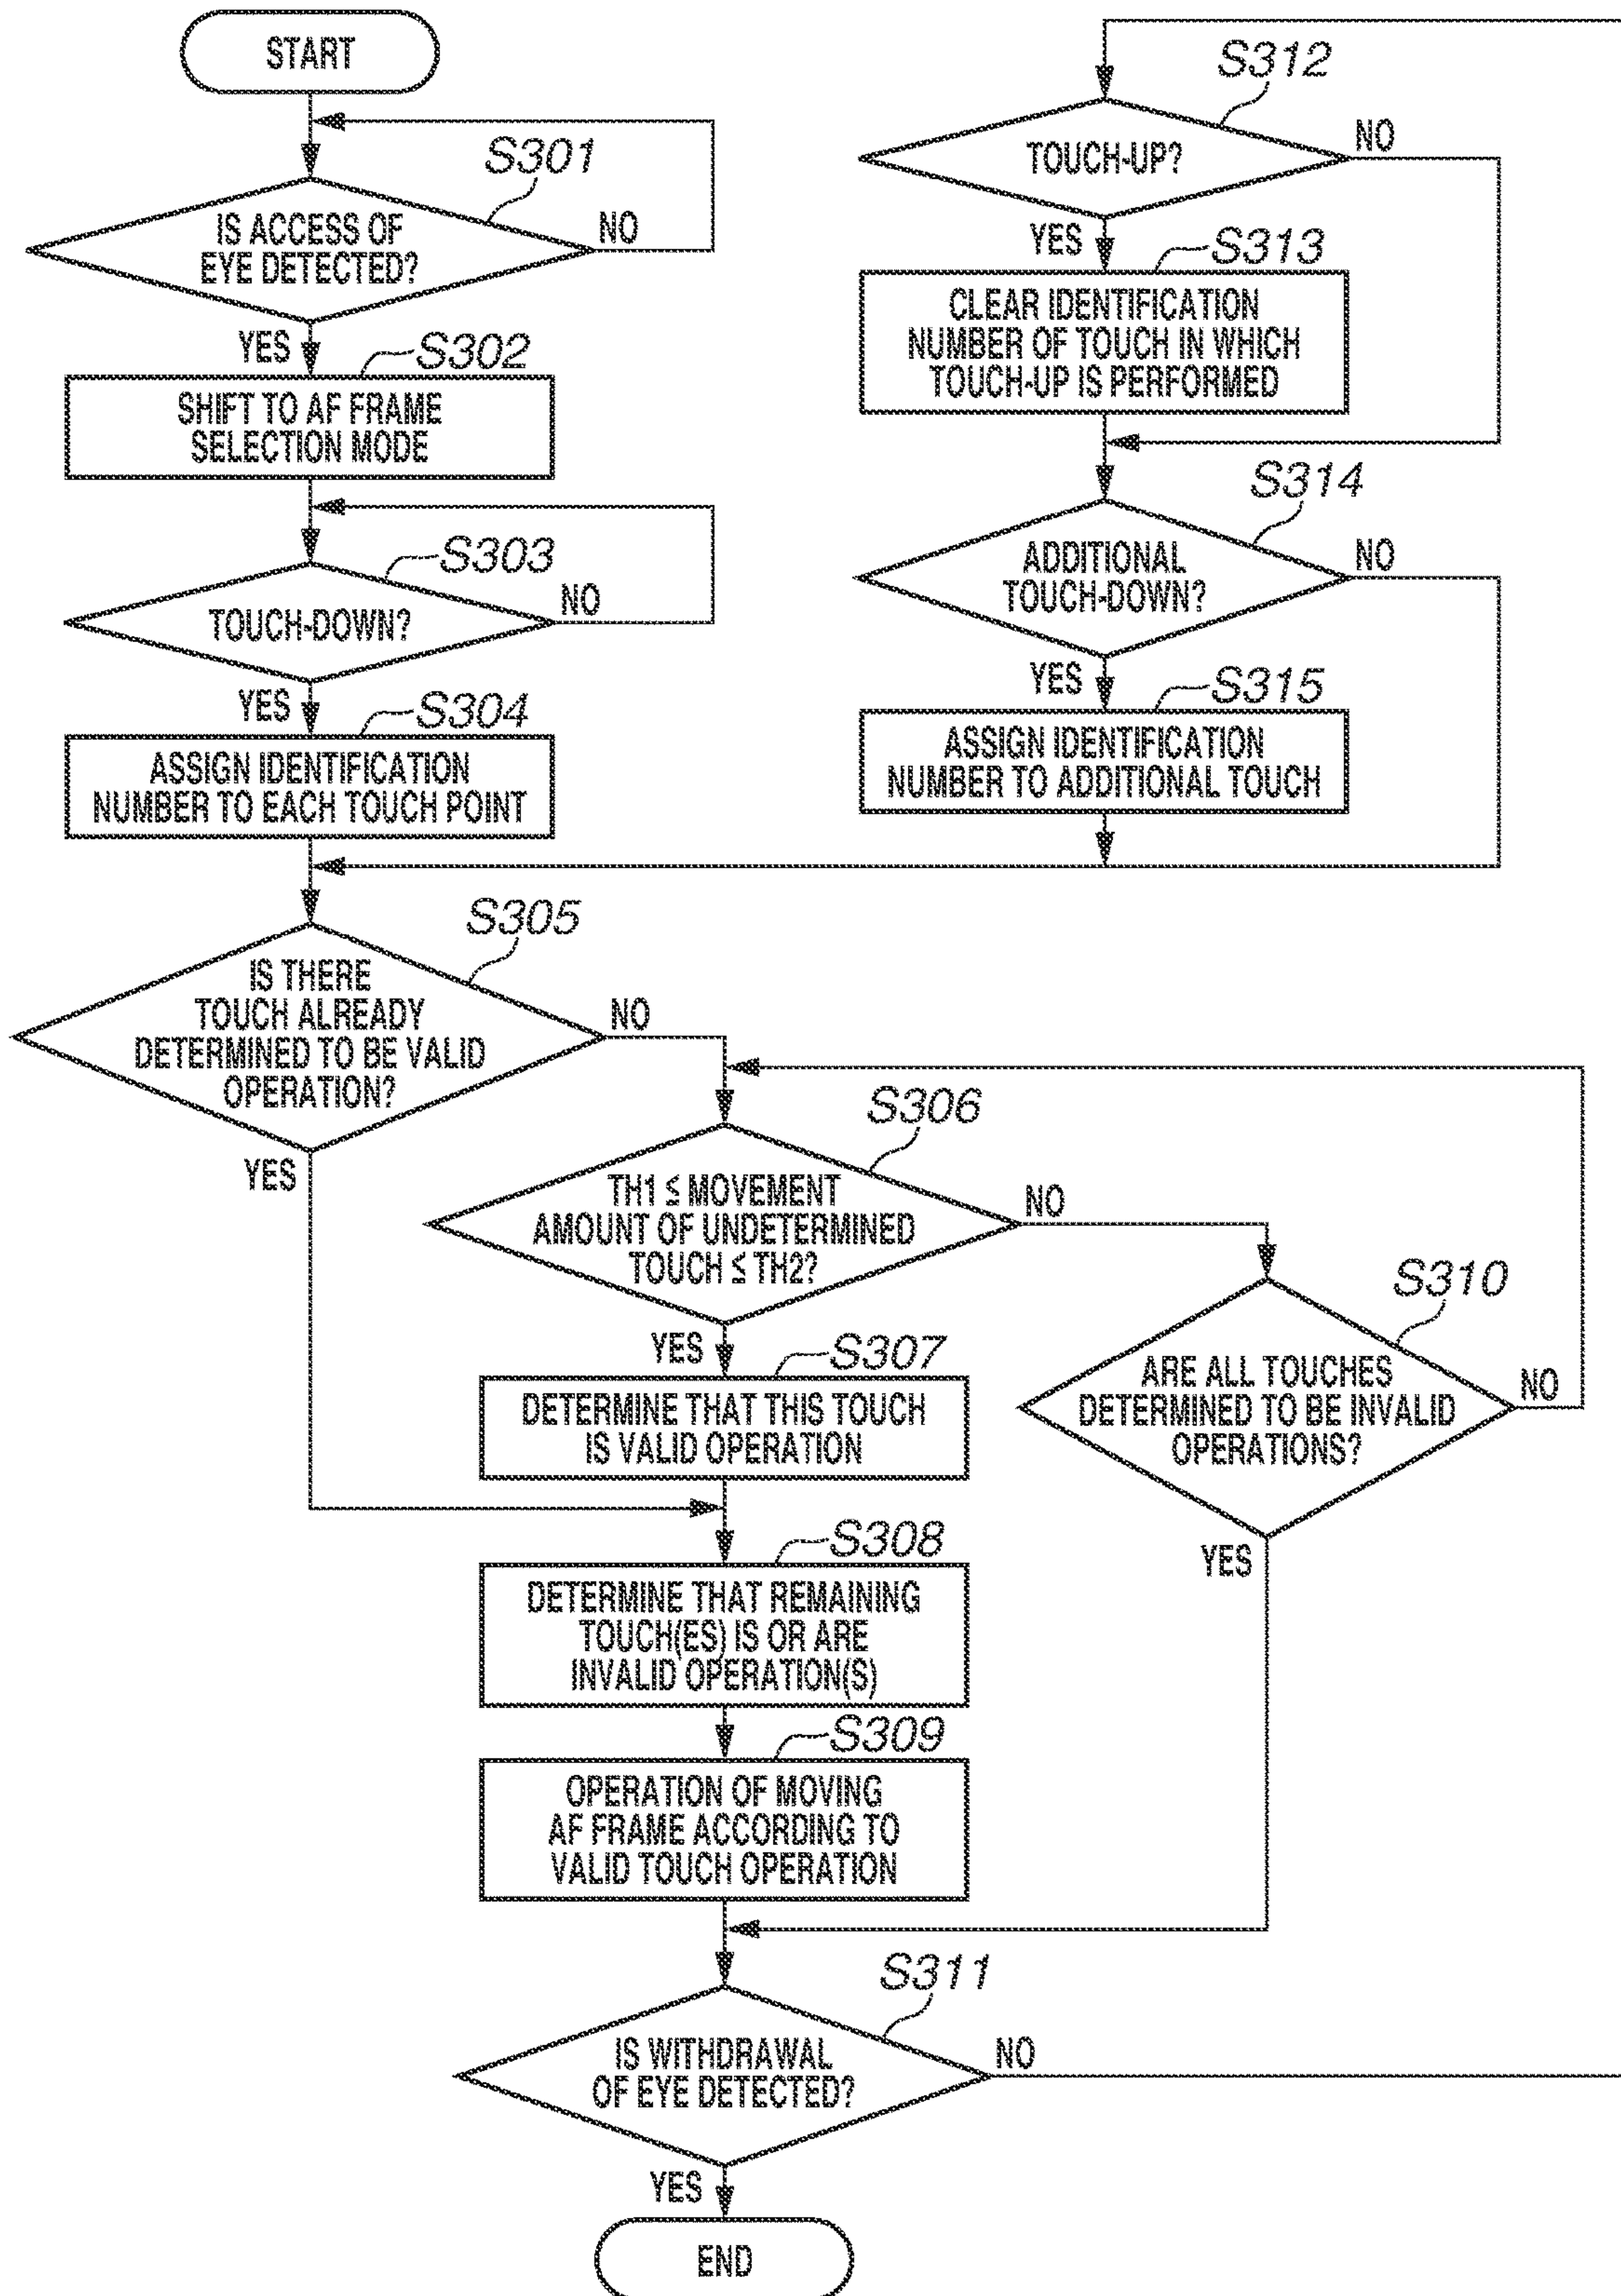 START
S301
IS ACCESS OF
EYE DETECTED?
NO
YES
S302
SHIFT TO AF FRAME
SELECTION MODE
S303
TOUCH-DOWN?
NO
YES
S304
ASSIGN IDENTIFICATION
NUMBER TO EACH TOUCH POINT
S305
IS THERE
TOUCH ALREADY
DETERMINED TO BE VALID
OPERATION?
NO
YES
S306
TH1 ≤ MOVEMENT
AMOUNT OF UNDETERMINED
TOUCH ≤ TH2?
NO
YES
S307
DETERMINE THAT THIS TOUCH
IS VALID OPERATION
S308
DETERMINE THAT REMAINING
TOUCH(ES) IS OR ARE
INVALID OPERATION(S)
S309
OPERATION OF MOVING
AF FRAME ACCORDING TO
VALID TOUCH OPERATION
S310
ARE ALL TOUCHES
DETERMINED TO BE INVALID
OPERATIONS?
NO
YES
S311
IS WITHDRAWAL
OF EYE DETECTED?
NO
YES
END
S312
TOUCH-UP?
NO
YES
S313
CLEAR IDENTIFICATION
NUMBER OF TOUCH IN WHICH
TOUCH-UP IS PERFORMED
S314
ADDITIONAL
TOUCH-DOWN?
NO
YES
S315
ASSIGN IDENTIFICATION
NUMBER TO ADDITIONAL TOUCH